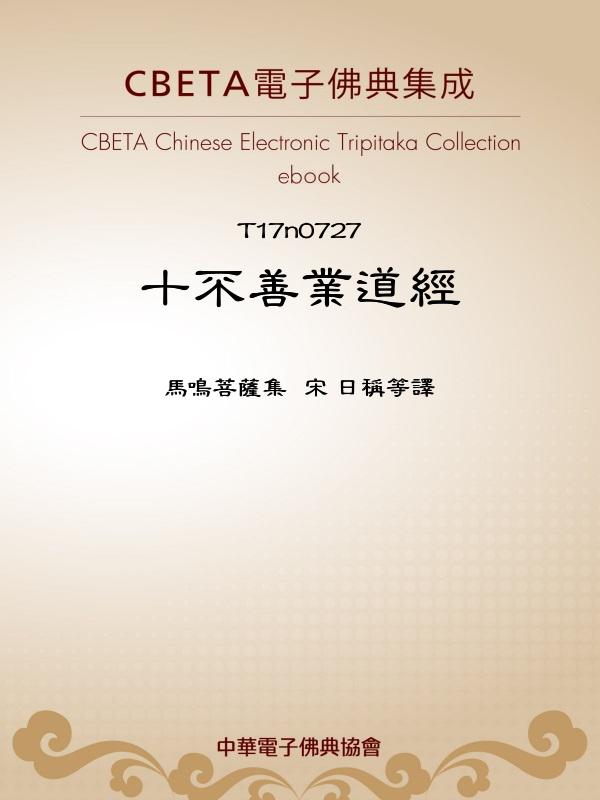 CBETA電子佛典集成
CBETA Chinese Electronic Tripitaka Collection
ebook
T17n0727
十不善業道經
馬鳴菩薩集 宋 日稱等譯
中華電子佛典協會